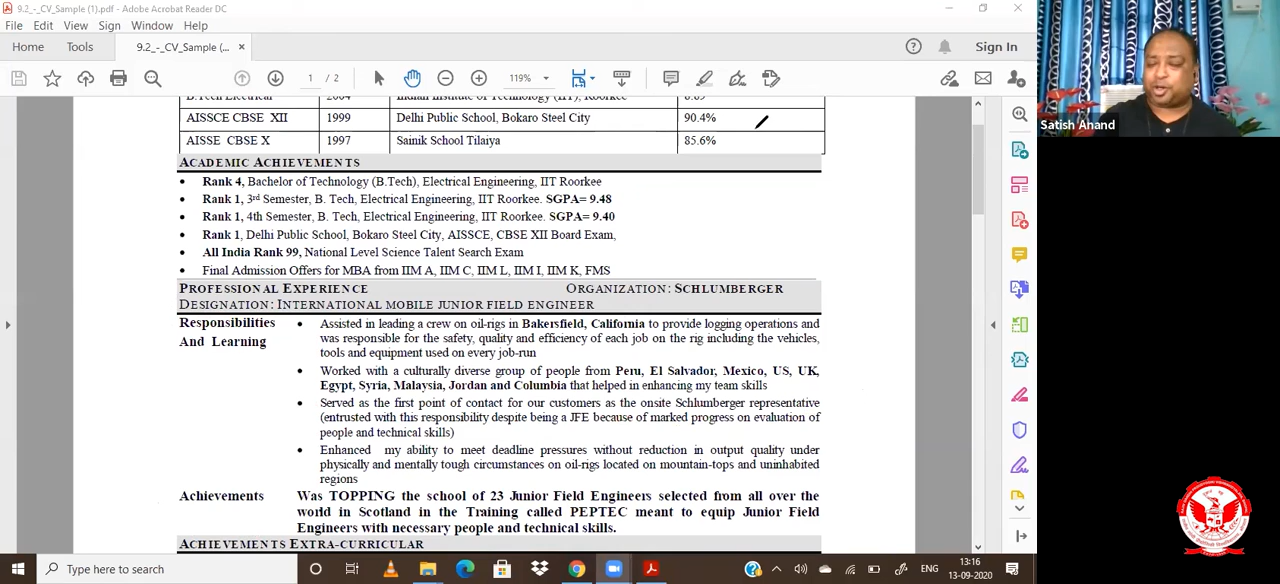 9.2_-_CV_Sample (1).pdf - Adobe Acrobat Reader DC
File Edit View Sign Window Help
Home Tools 9.2_-_CV_Sample (... × Sign In
1 / 2 119%
B.Tech Electrical 2004 Indian Institute of Technology (IIT), Roorkee 8.69
AISSCE CBSE XII 1999 Delhi Public School, Bokaro Steel City 90.4%
AISSE CBSE X 1997 Sainik School Tilaiya 85.6%
ACADEMIC ACHIEVEMENTS
• Rank 4, Bachelor of Technology (B.Tech), Electrical Engineering, IIT Roorkee
• Rank 1, 3rd Semester, B. Tech, Electrical Engineering, IIT Roorkee. SGPA= 9.48
• Rank 1, 4th Semester, B. Tech, Electrical Engineering, IIT Roorkee. SGPA= 9.40
• Rank 1, Delhi Public School, Bokaro Steel City, AISSCE, CBSE XII Board Exam,
• All India Rank 99, National Level Science Talent Search Exam
• Final Admission Offers for MBA from IIM A, IIM C, IIM L, IIM I, IIM K, FMS
PROFESSIONAL EXPERIENCE ORGANIZATION: SCHLUMBERGER
DESIGNATION: INTERNATIONAL MOBILE JUNIOR FIELD ENGINEER
Responsibilities And Learning
• Assisted in leading a crew on oil-rigs in Bakersfield, California to provide logging operations and
was responsible for the safety, quality and efficiency of each job on the rig including the vehicles,
tools and equipment used on every job-run
• Worked with a culturally diverse group of people from Peru, El Salvador, Mexico, US, UK,
Egypt, Syria, Malaysia, Jordan and Columbia that helped in enhancing my team skills
• Served as the first point of contact for our customers as the onsite Schlumberger representative
(entrusted with this responsibility despite being a JFE because of marked progress on evaluation of
people and technical skills)
• Enhanced my ability to meet deadline pressures without reduction in output quality under
physically and mentally tough circumstances on oil-rigs located on mountain-tops and uninhabited
regions
Achievements Was TOPPING the school of 23 Junior Field Engineers selected from all over the
world in Scotland in the Training called PEPTEC meant to equip Junior Field
Engineers with necessary people and technical skills.
ACHIEVEMENTS EXTRA-CURRICULAR
Satish Anand
Type here to search
ENG
13:16
13-09-2020